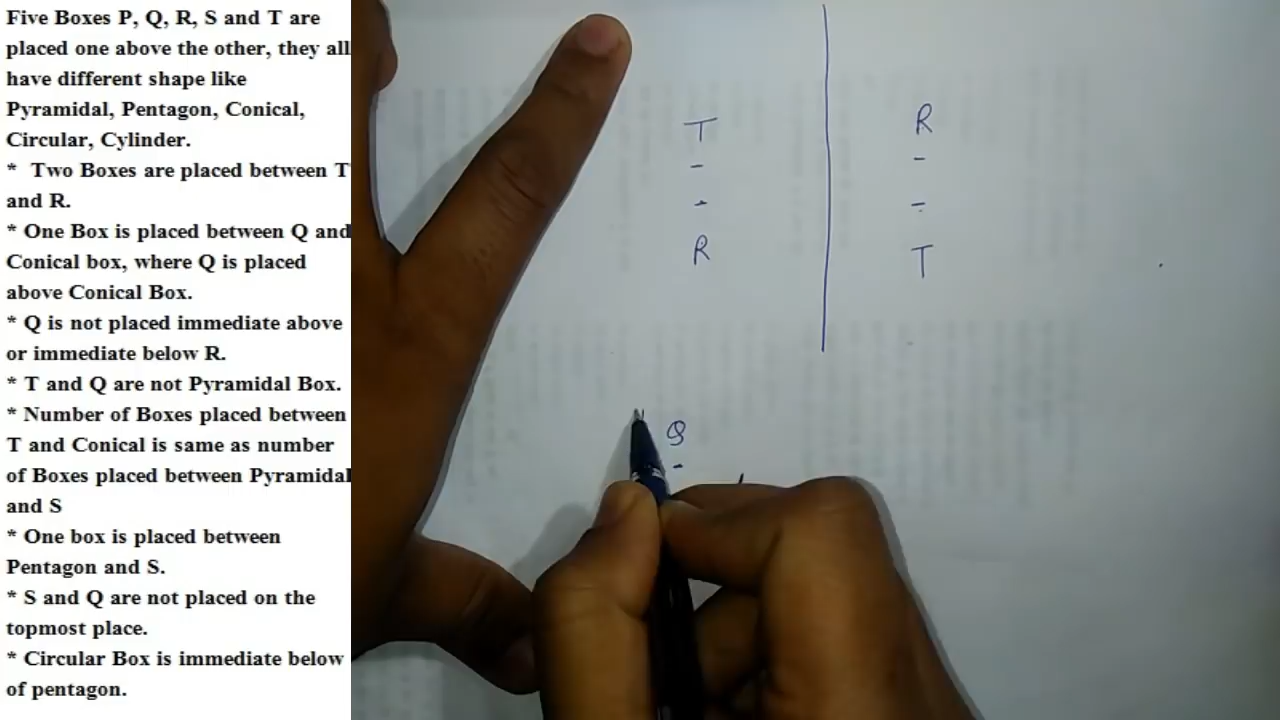 Five Boxes P, Q, R, S and T are
placed one above the other, they all
have different shape like
Pyramidal, Pentagon, Conical,
Circular, Cylinder.
* Two Boxes are placed between T
and R.
* One Box is placed between Q and
Conical box, where Q is placed
above Conical Box.
* Q is not placed immediate above
or immediate below R.
* T and Q are not Pyramidal Box.
* Number of Boxes placed between
T and Conical is same as number
of Boxes placed between Pyramidal
and S
* One box is placed between
Pentagon and S.
* S and Q are not placed on the
topmost place.
* Circular Box is immediate below
of pentagon.
T
-
-
R
R
-
-
T
Q
-